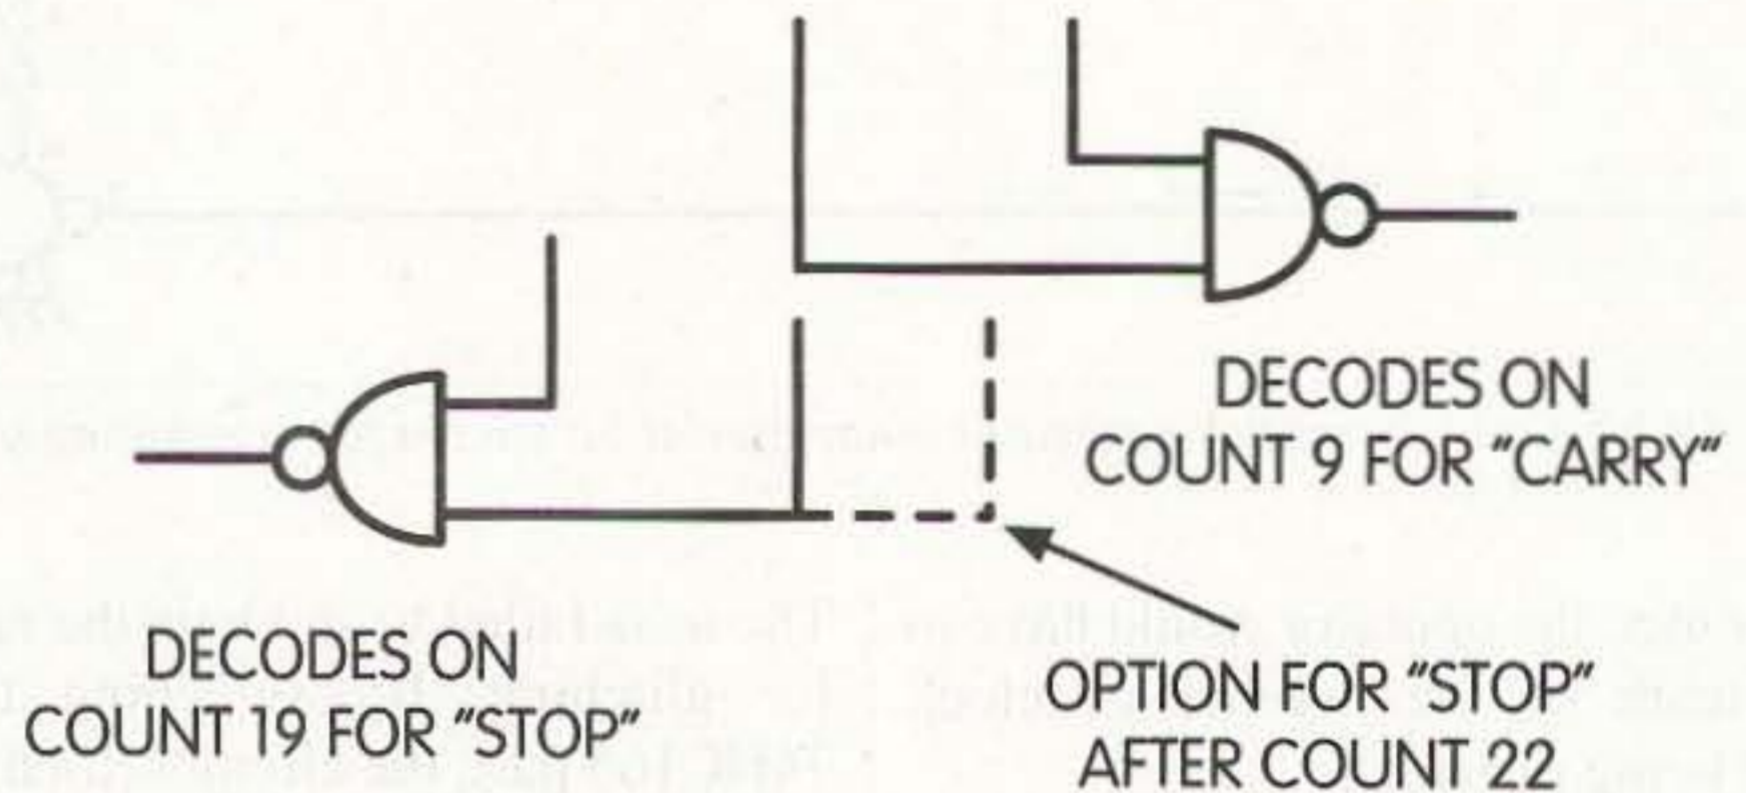 DECODES ON
COUNT 9 FOR "CARRY"
DECODES ON
COUNT 19 FOR "STOP"
OPTION FOR "STOP"
AFTER COUNT 22